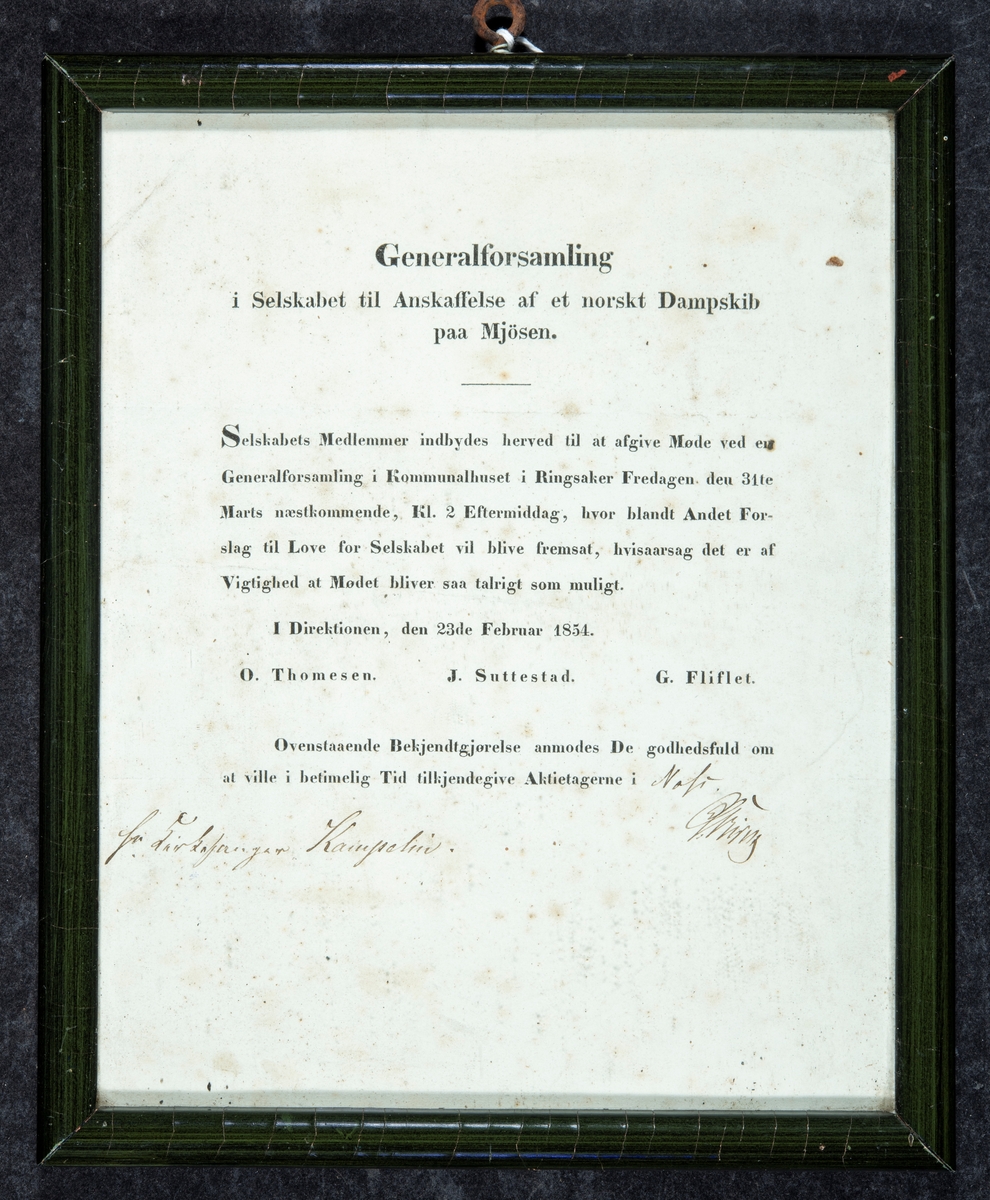 Generalforsamling
i Selskabet til Anskaffelse af et norskt Dampskib
paa Mjösen.
Selskabets Medlemmer indbydes herved til at afgive Møde ved en
Generalforsamling i Kommunalhuset i Ringsaker Fredagen den 31te
Marts næstkommende, Kl. 2 Eftermiddag, hvor blandt Andet For-
slag til Love for Selskabet vil blive fremsat, hvisaarsag det er af
Vigtighed at Mødet bliver saa talrigt som muligt.
I Direktionen, den 23de Februar 1854.
O. Thomesen. J. Suttestad. G. Fliflet.
Ovenstaaende Bekjendtgjørelse anmodes De godhedsfuld om
at ville i betimelig Tid tilkjendegive Aktietagerne i
Hr. Kirkesanger